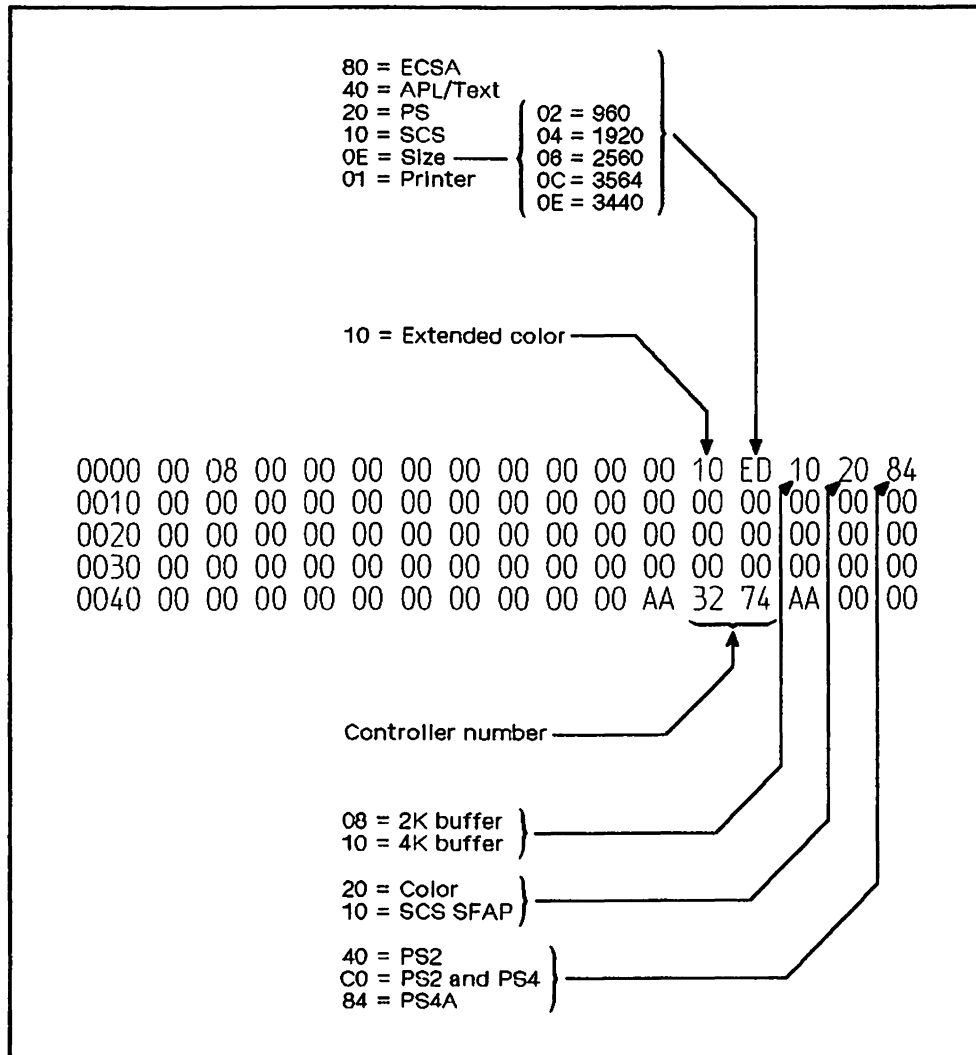 80 = ECSA
40 = APL/Text
20 = PS
10 = SCS
0E = Size
01 = Printer
02 = 960
04 = 1920
06 = 2560
0C = 3564
0E = 3440
10 = Extended color
0000 00 08 00 00 00 00 00 00 00 00 00 10 ED 10 20 84
0010 00 00 00 00 00 00 00 00 00 00 00 00 00 00 00 00
0020 00 00 00 00 00 00 00 00 00 00 00 00 00 00 00 00
0030 00 00 00 00 00 00 00 00 00 00 00 00 00 00 00 00
0040 00 00 00 00 00 00 00 00 00 00 AA 32 74 AA 00 00
Controller number
08 = 2K buffer
10 = 4K buffer
20 = Color
10 = SCS SFAP
40 = PS2
C0 = PS2 and PS4
84 = PS4A